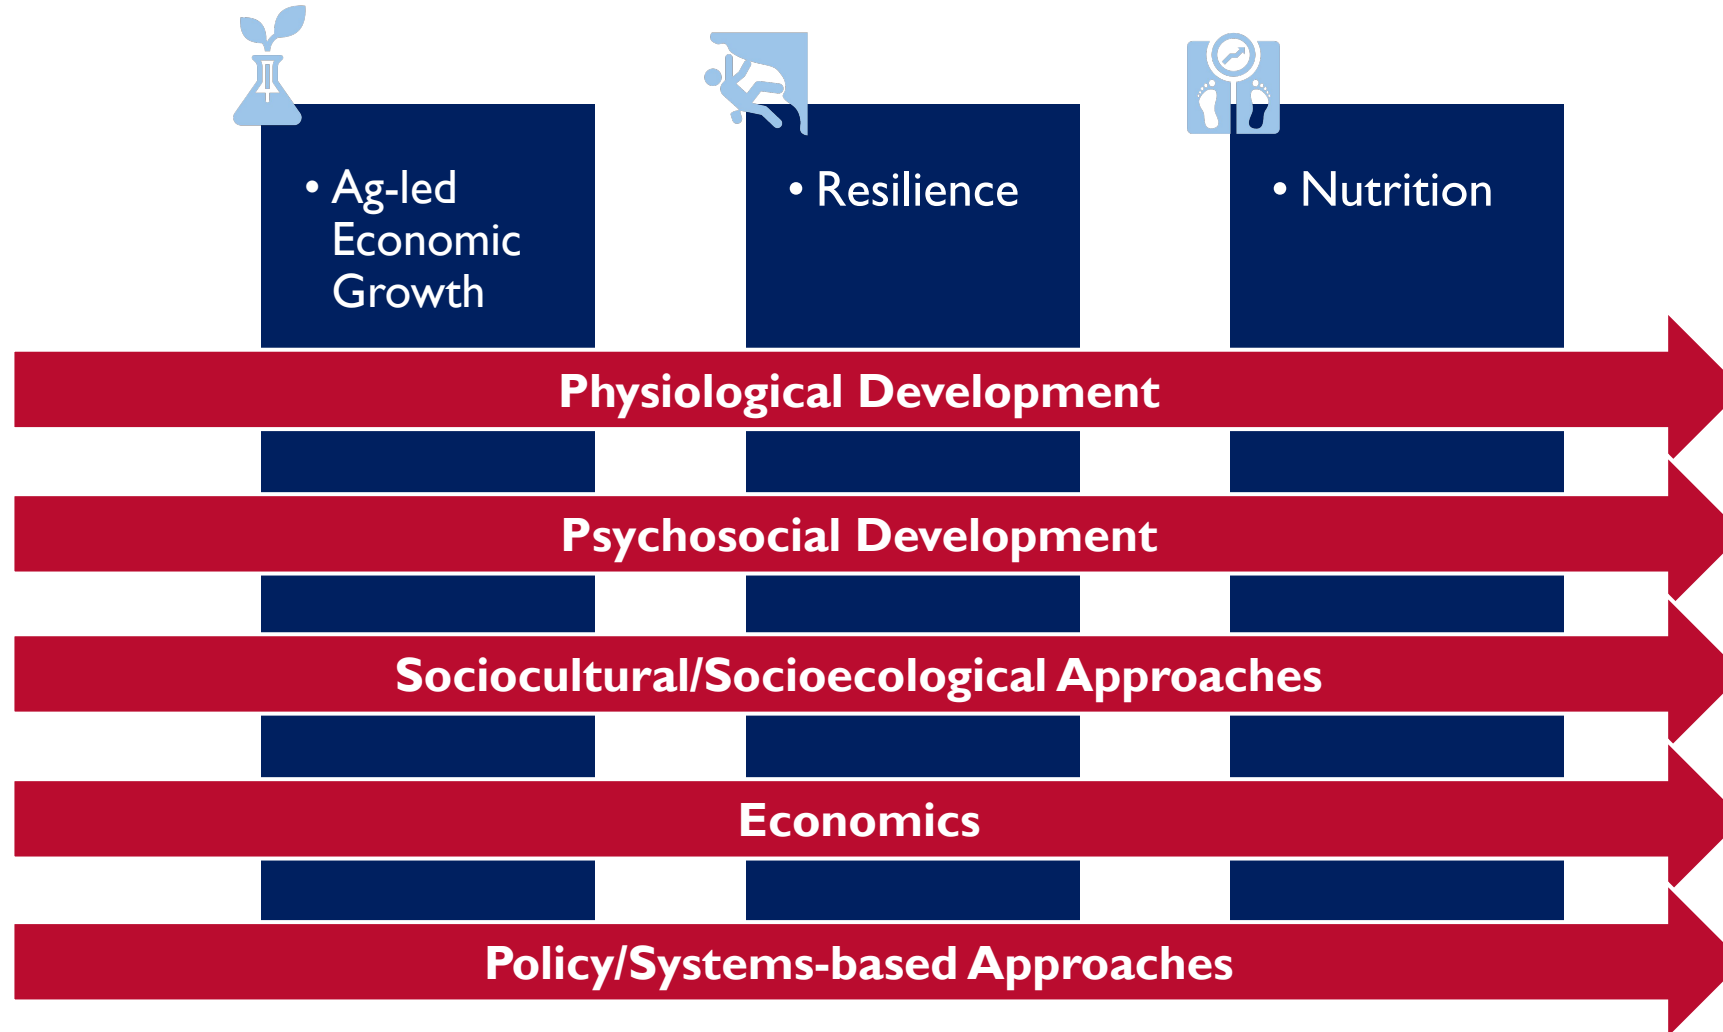 • Ag-led
Economic
Growth
• Resilience
• Nutrition
Physiological Development
Psychosocial Development
Sociocultural/Socioecological Approaches
Economics
Policy/Systems-based Approaches